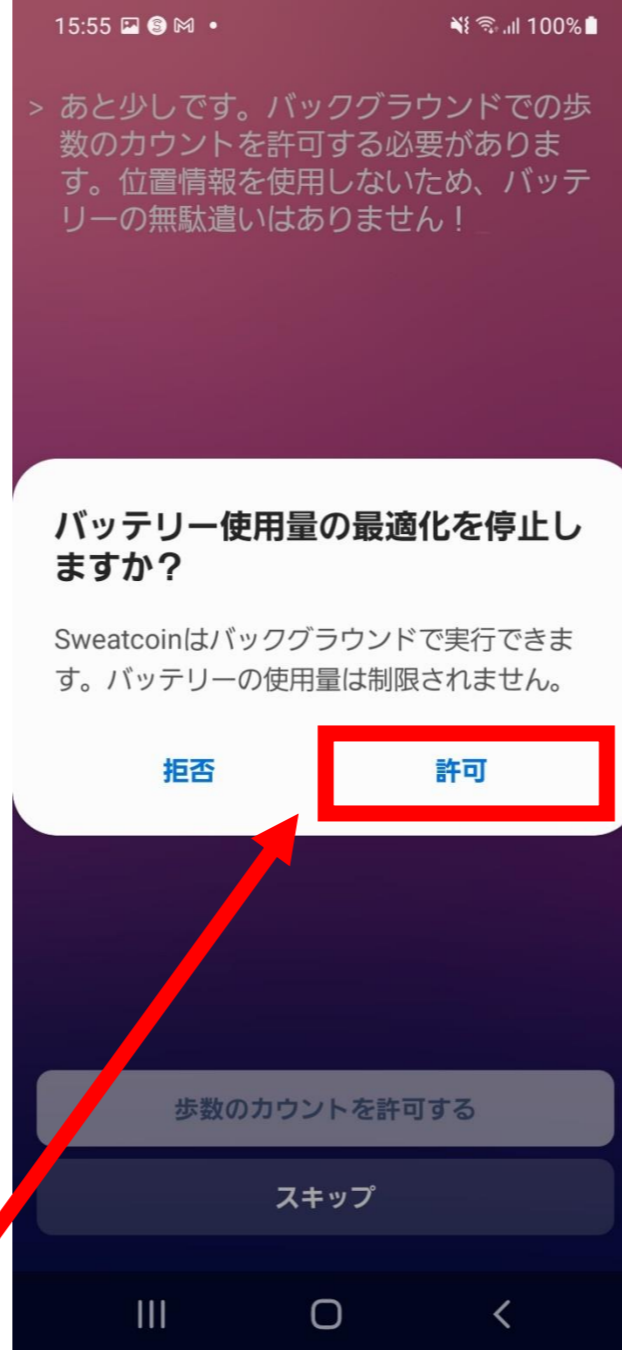 15:55 100%
> あと少しです。バックグラウンドでの歩
数のカウントを許可する必要がありま
す。位置情報を使用しないため、バッテ
リーの無駄遣いはありません！_
バッテリー使用量の最適化を停止し
ますか？
Sweatcoinはバックグラウンドで実行できま
す。バッテリーの使用量は制限されません。
拒否 許可
歩数のカウントを許可する
スキップ